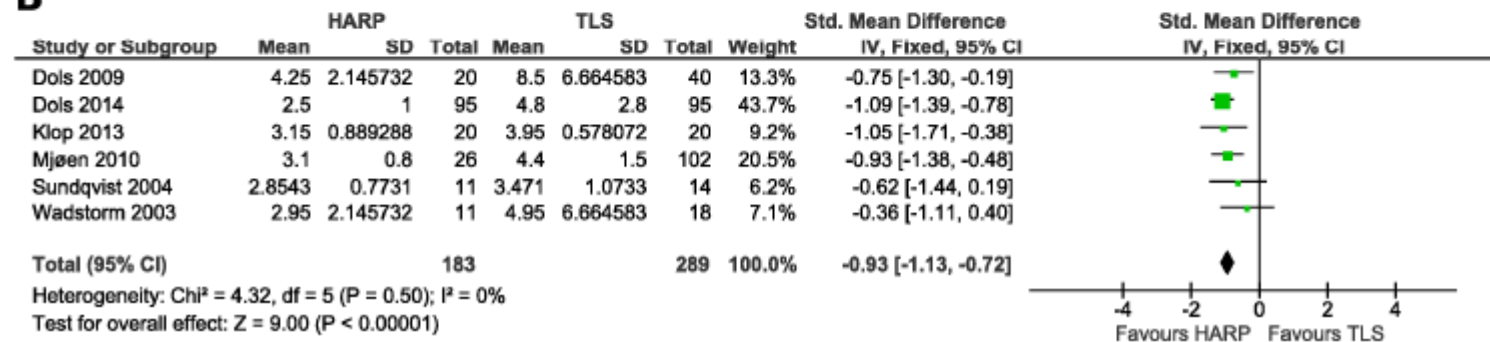 B
HARP TLS Std. Mean Difference Std. Mean Difference
Study or Subgroup Mean SD Total Mean SD Total Weight IV, Fixed, 95% CI IV, Fixed, 95% CI
Dols 2009 4.25 2.145732 20 8.5 6.664583 40 13.3% -0.75 [-1.30, -0.19]
Dols 2014 2.5 1 95 4.8 2.8 95 43.7% -1.09 [-1.39, -0.78]
Klop 2013 3.15 0.889288 20 3.95 0.578072 20 9.2% -1.05 [-1.71, -0.38]
Mjøen 2010 3.1 0.8 26 4.4 1.5 102 20.5% -0.93 [-1.38, -0.48]
Sundqvist 2004 2.8543 0.7731 11 3.471 1.0733 14 6.2% -0.62 [-1.44, 0.19]
Wadstorm 2003 2.95 2.145732 11 4.95 6.664583 18 7.1% -0.36 [-1.11, 0.40]
Total (95% CI) 183 289 100.0% -0.93 [-1.13, -0.72]
Heterogeneity: Chi² = 4.32, df = 5 (P = 0.50); I² = 0%
Test for overall effect: Z = 9.00 (P < 0.00001)
-4 -2 0 2 4
Favours HARP Favours TLS